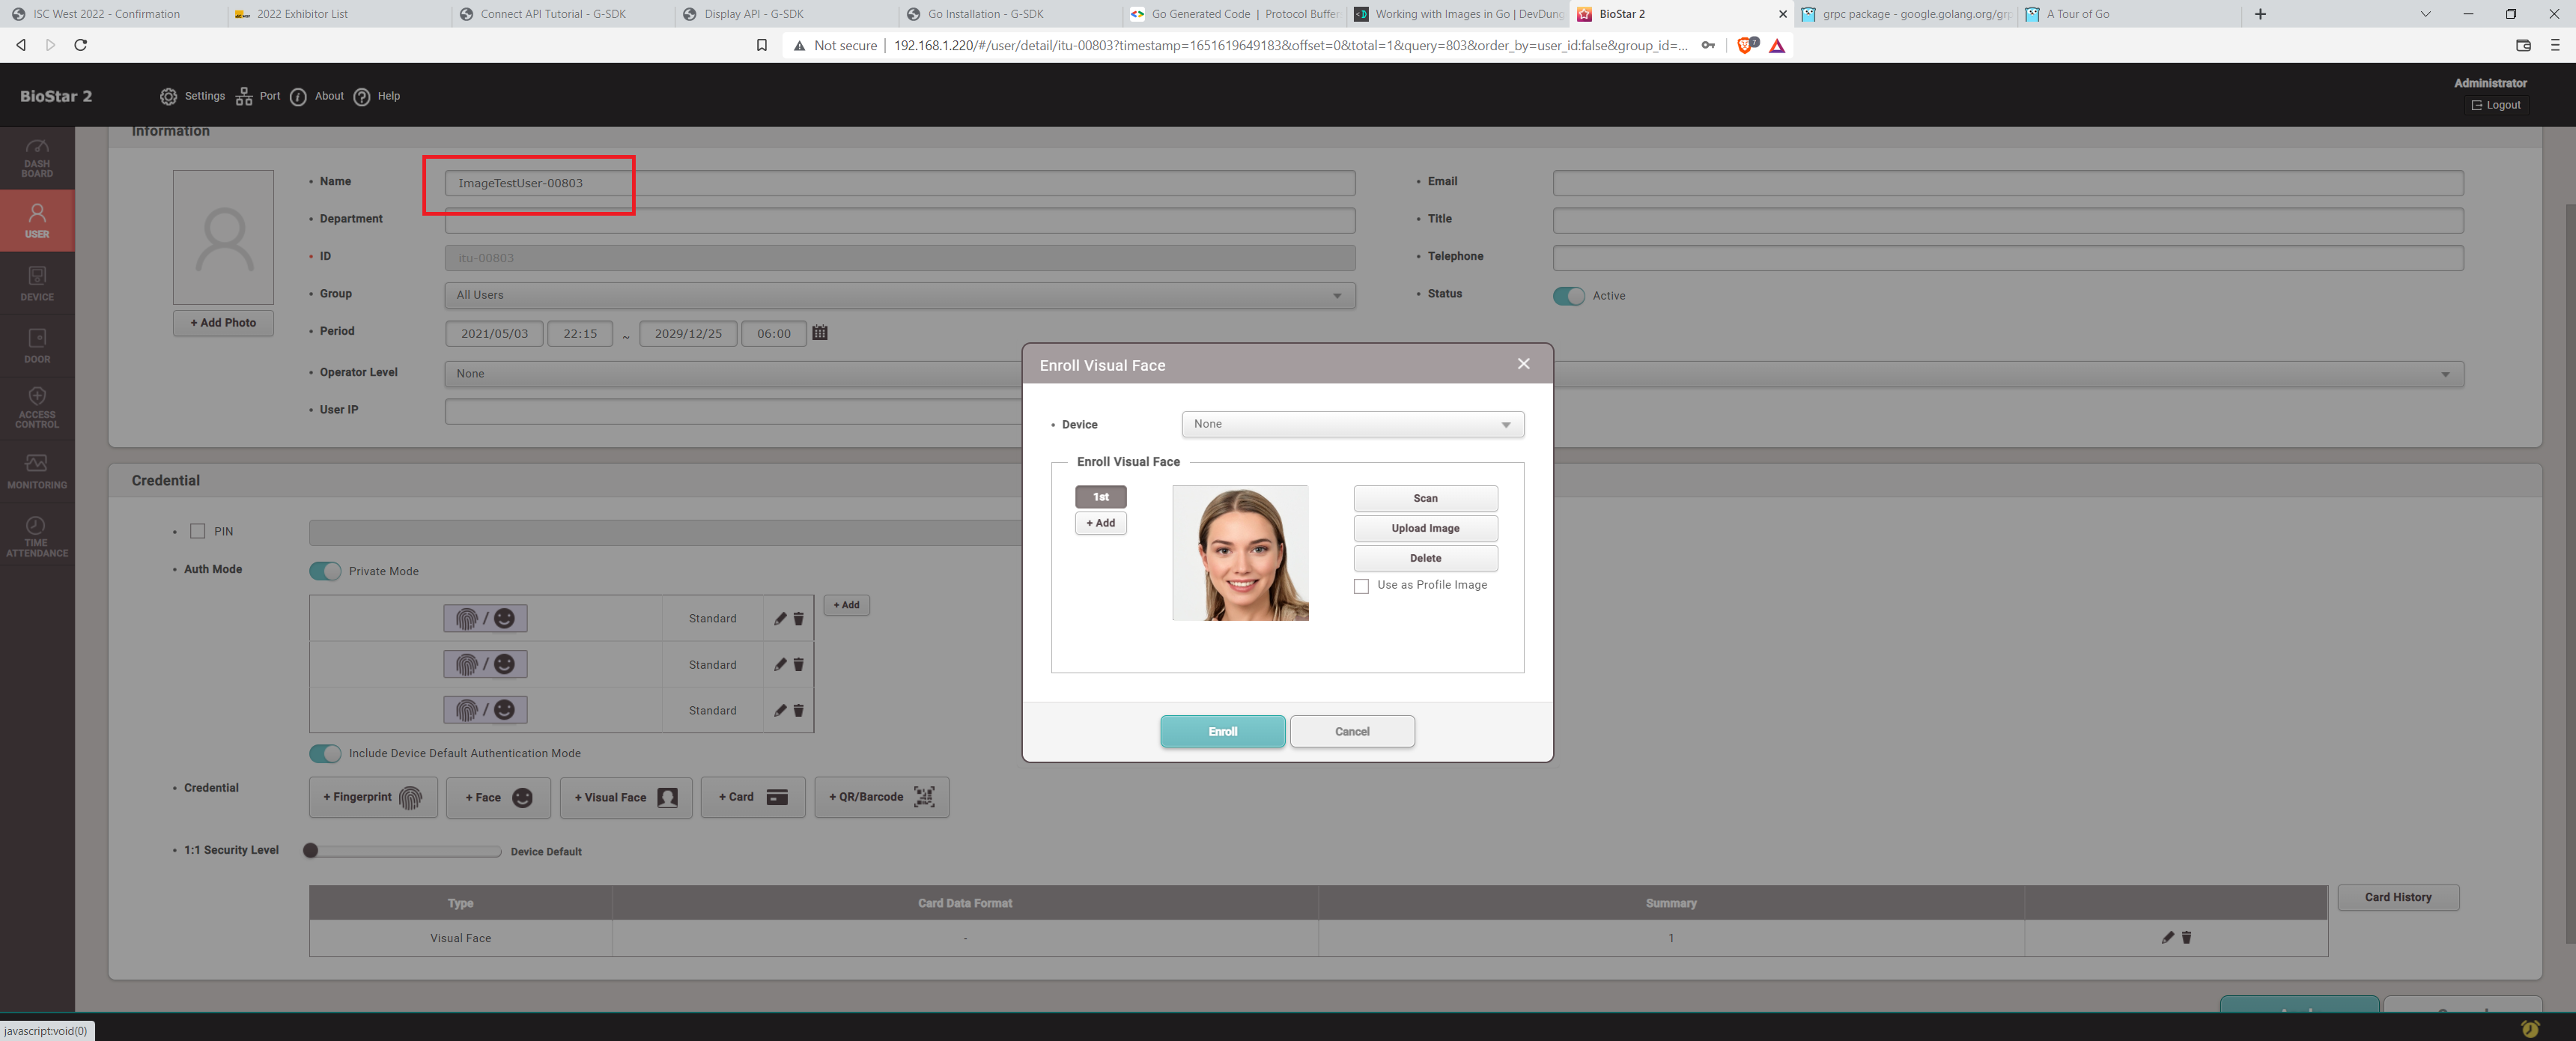 ISC West 2022 - Confirmation
2022 Exhibitor List
Connect API Tutorial - G-SDK
Display API - G-SDK
Go Installation - G-SDK
Go Generated Code | Protocol Buffer
Working with Images in Go | DevDung
BioStar 2
grpc package - google.golang.org/grp
A Tour of Go
Not secure | 192.168.1.220/#/user/detail/itu-00803?timestamp=1651619649183&offset=0&total=1&query=803&order_by=user_id:false&group_id=...
7
BioStar 2
Settings
Port
About
Help
Administrator
Logout
DASH
BOARD
USER
DEVICE
DOOR
ACCESS
CONTROL
MONITORING
TIME
ATTENDANCE
Information
+ Add Photo
Name
ImageTestUser-00803
Department
ID
itu-00803
Group
All Users
Period
2021/05/03
22:15
~
2029/12/25
06:00
Operator Level
None
User IP
Email
Title
Telephone
Status
Active
Credential
PIN
Auth Mode
Private Mode
/
Standard
+ Add
/
Standard
/
Standard
Include Device Default Authentication Mode
Credential
+ Fingerprint
+ Face
+ Visual Face
+ Card
+ QR/Barcode
1:1 Security Level
Device Default
Type
Card Data Format
Summary
Visual Face
-
1
Card History
Enroll Visual Face
Device
None
Enroll Visual Face
1st
+ Add
Scan
Upload Image
Delete
Use as Profile Image
Enroll
Cancel
javascript:void(0)